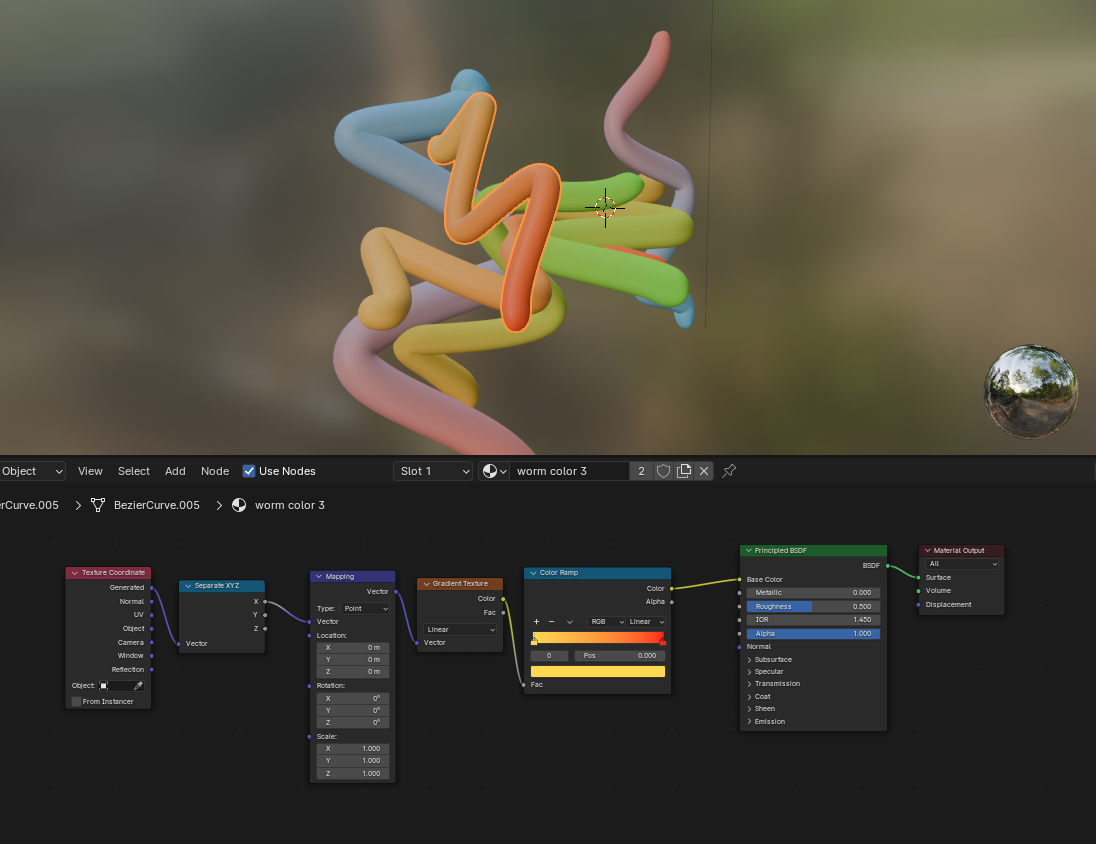 Object View Select Add Node Use Nodes Slot 1 worm color 3 2
erCurve.005 BezierCurve.005 worm color 3
Texture Coordinate
Generated
Normal
UV
Object
Camera
Window
Reflection
Object:
From Instancer
Separate XYZ
X
Y
Z
Vector
Mapping
Vector
Type: Point
Vector
Location:
X 0 m
Y 0 m
Z 0 m
Rotation:
X 0°
Y 0°
Z 0°
Scale:
X 1.000
Y 1.000
Z 1.000
Gradient Texture
Color
Fac
Linear
Vector
Color Ramp
Color
Alpha
+ − RGB Linear
0 Pos 0.000
Fac
Principled BSDF
BSDF
Base Color
Metallic 0.000
Roughness 0.500
IOR 1.450
Alpha 1.000
Normal
Subsurface
Specular
Transmission
Coat
Sheen
Emission
Material Output
All
Surface
Volume
Displacement